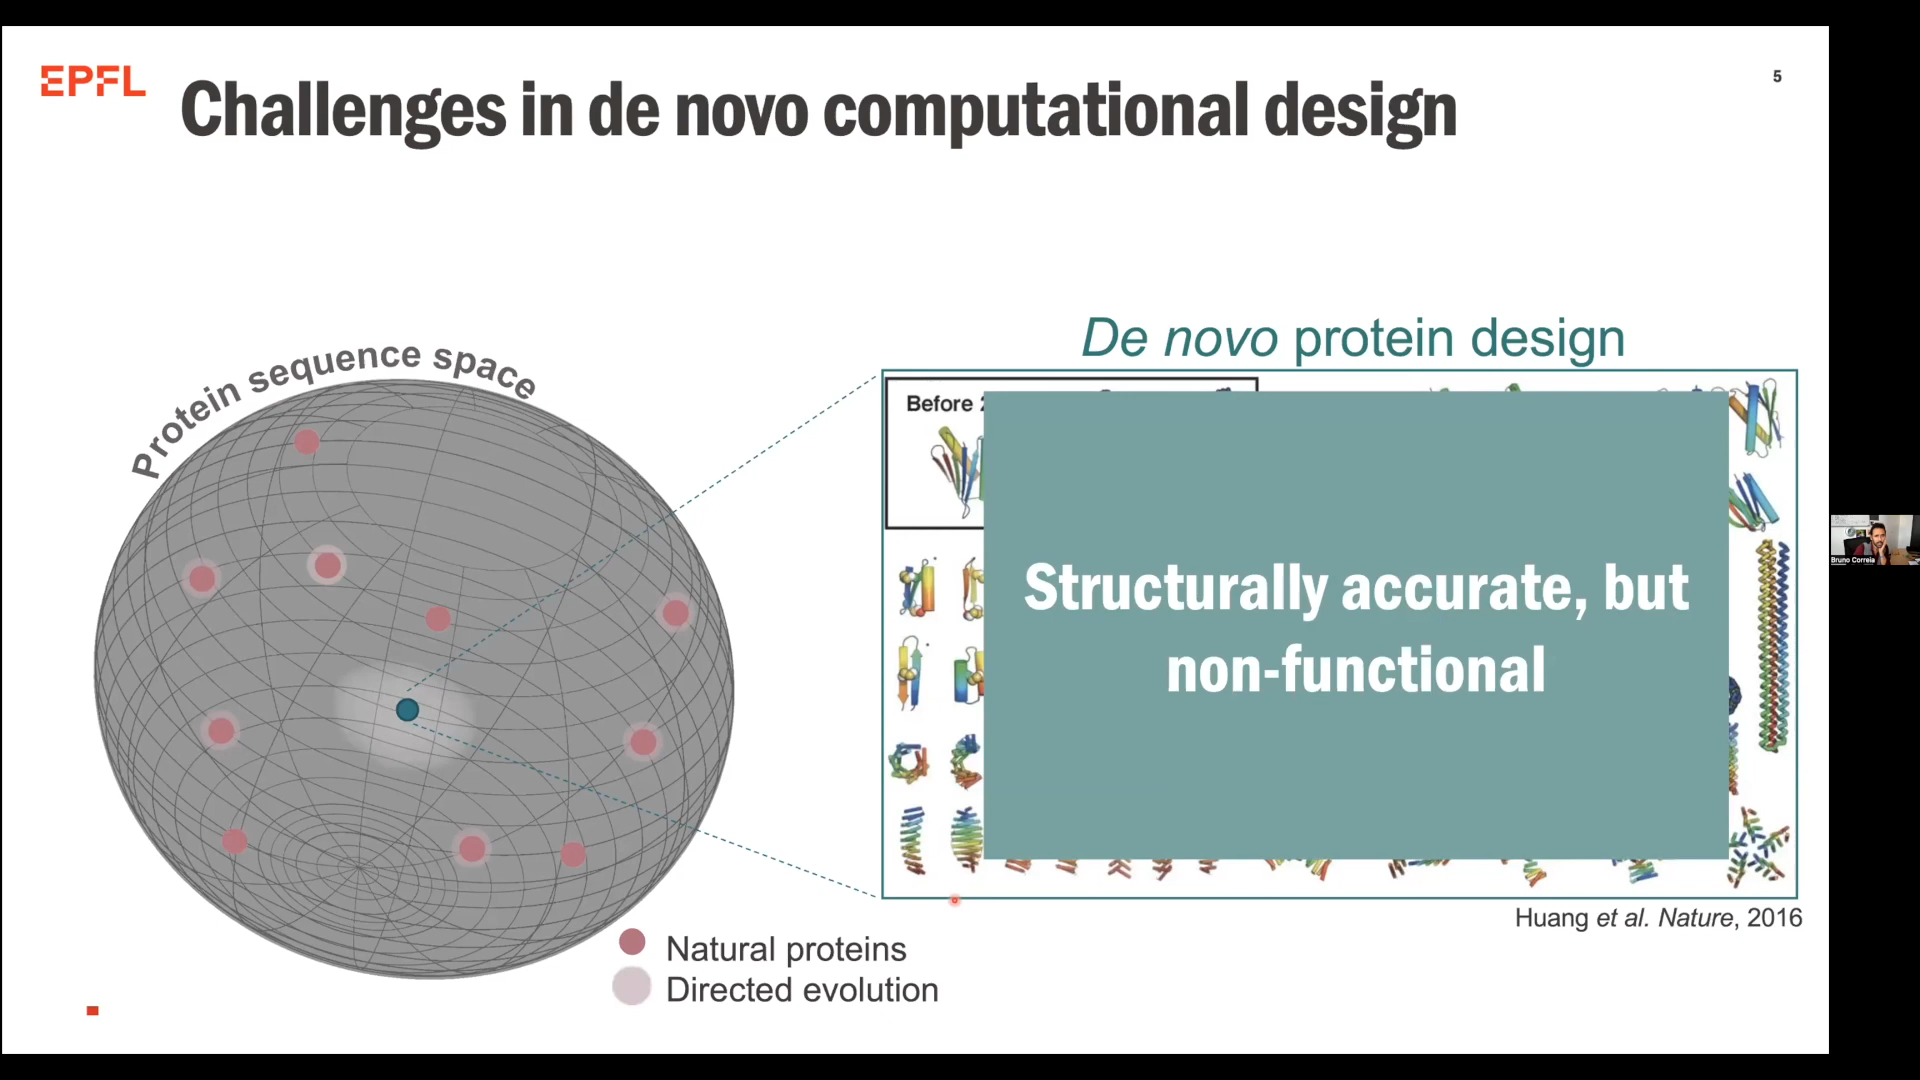 EPFL
Challenges in de novo computational design
5
Protein sequence space
De novo protein design
Before
Structurally accurate, but
non-functional
Bruno Correia
Huang et al. Nature, 2016
Natural proteins
Directed evolution